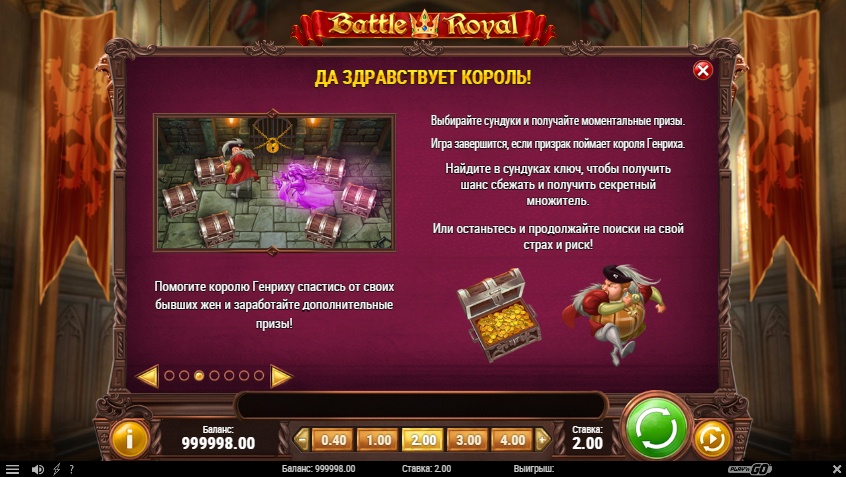 Battle Royal
ДА ЗДРАВСТВУЕТ КОРОЛЬ!
Выбирайте сундуки и получайте моментальные призы.
Игра завершится, если призрак поймает короля Генриха.
Найдите в сундуках ключ, чтобы получить
шанс сбежать и получить секретный
множитель.
Или останьтесь и продолжайте поиски на свой
страх и риск!
Помогите королю Генриху спастись от своих
бывших жен и заработайте дополнительные
призы!
Баланс:
999998.00
0.40 1.00 2.00 3.00 4.00
Ставка:
2.00
? Баланс: 999998.00 Ставка: 2.00 Выигрыш: PLAY'N GO